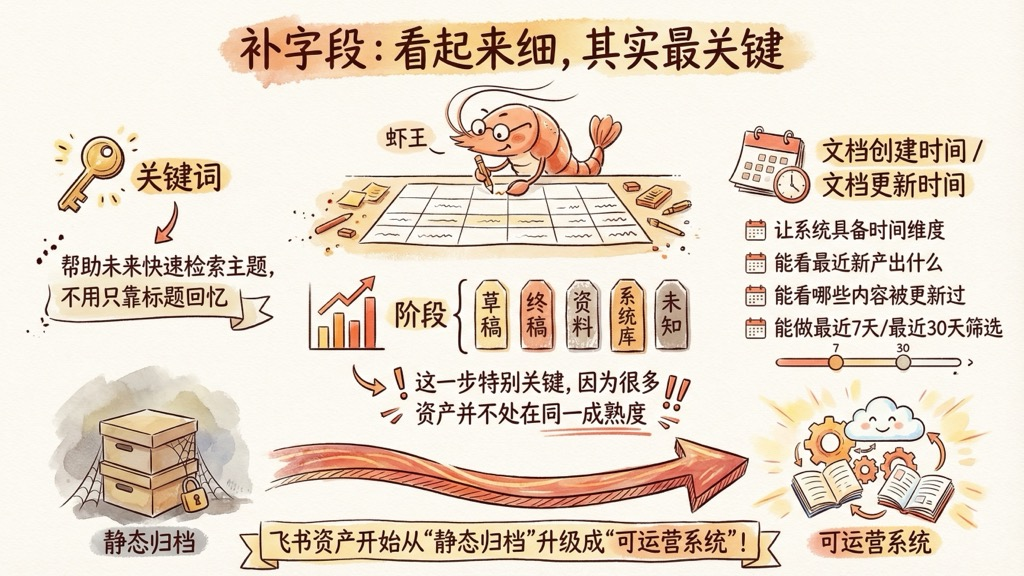 补字段：看起来细，其实最关键
虾王
关键词
帮助未来快速检索主题，
不用只靠标题回忆
阶段
草稿
终稿
资料
系统库
未知
这一步特别关键，因为很多
资产并不处在同一成熟度
文档创建时间/
文档更新时间
让系统具备时间维度
能看最近新产出什么
能看哪些内容被更新过
能做最近7天/最近30天筛选
7
30
静态归档
飞书资产开始从“静态归档”升级成“可运营系统”！
可运营系统